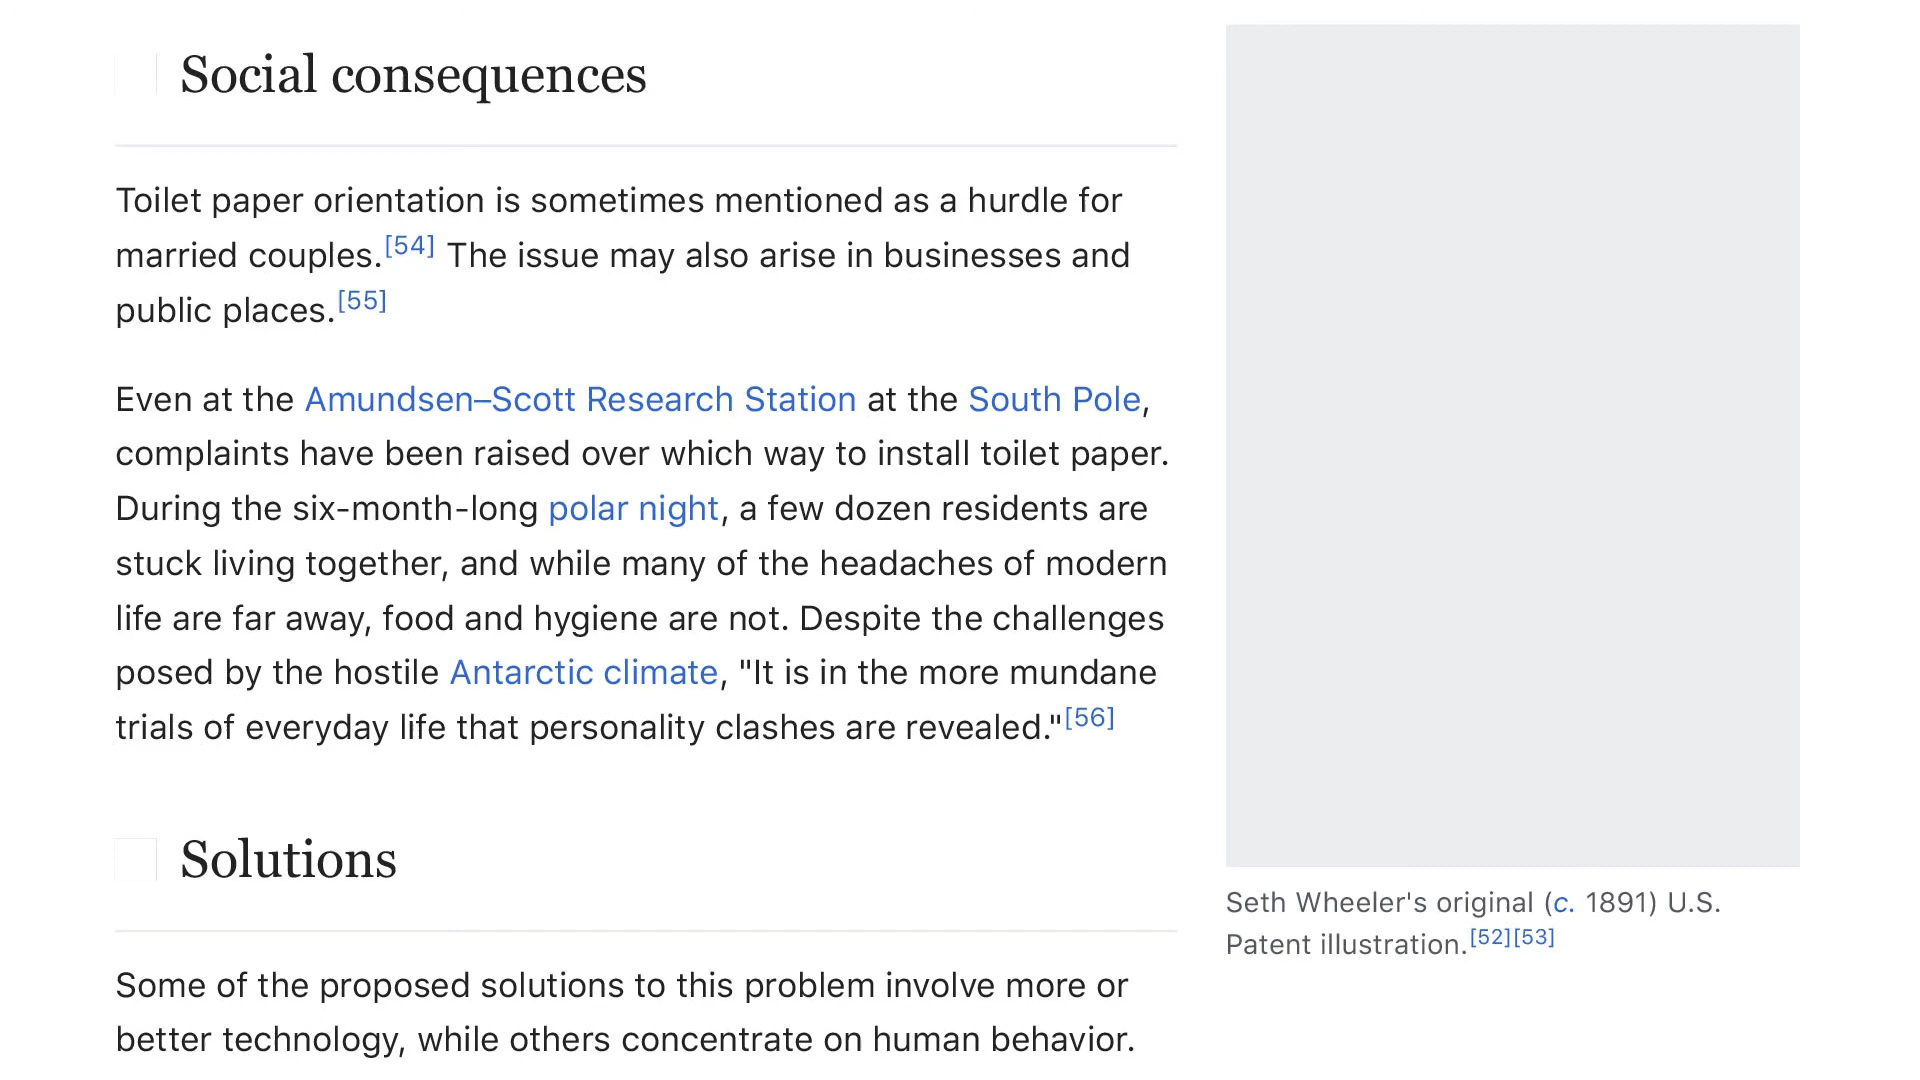 Social consequences
Toilet paper orientation is sometimes mentioned as a hurdle for
married couples.[54] The issue may also arise in businesses and
public places.[55]
Even at the Amundsen–Scott Research Station at the South Pole,
complaints have been raised over which way to install toilet paper.
During the six-month-long polar night, a few dozen residents are
stuck living together, and while many of the headaches of modern
life are far away, food and hygiene are not. Despite the challenges
posed by the hostile Antarctic climate, "It is in the more mundane
trials of everyday life that personality clashes are revealed."[56]
Solutions
Some of the proposed solutions to this problem involve more or
better technology, while others concentrate on human behavior.
Seth Wheeler's original (c. 1891) U.S.
Patent illustration.[52][53]